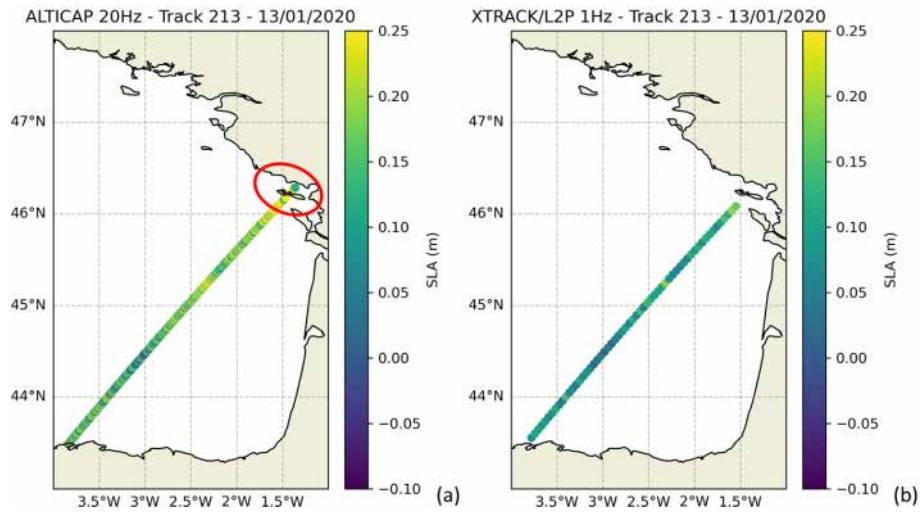 ALTICAP 20Hz - Track 213 - 13/01/2020
47°N
46°N
45°N
44°N
3.5°W 3°W 2.5°W 2°W 1.5°W
0.25
0.20
0.15
0.10
0.05
0.00
−0.05
−0.10
SLA (m)
(a)
XTRACK/L2P 1Hz - Track 213 - 13/01/2020
47°N
46°N
45°N
44°N
3.5°W 3°W 2.5°W 2°W 1.5°W
0.25
0.20
0.15
0.10
0.05
0.00
−0.05
−0.10
SLA (m)
(b)